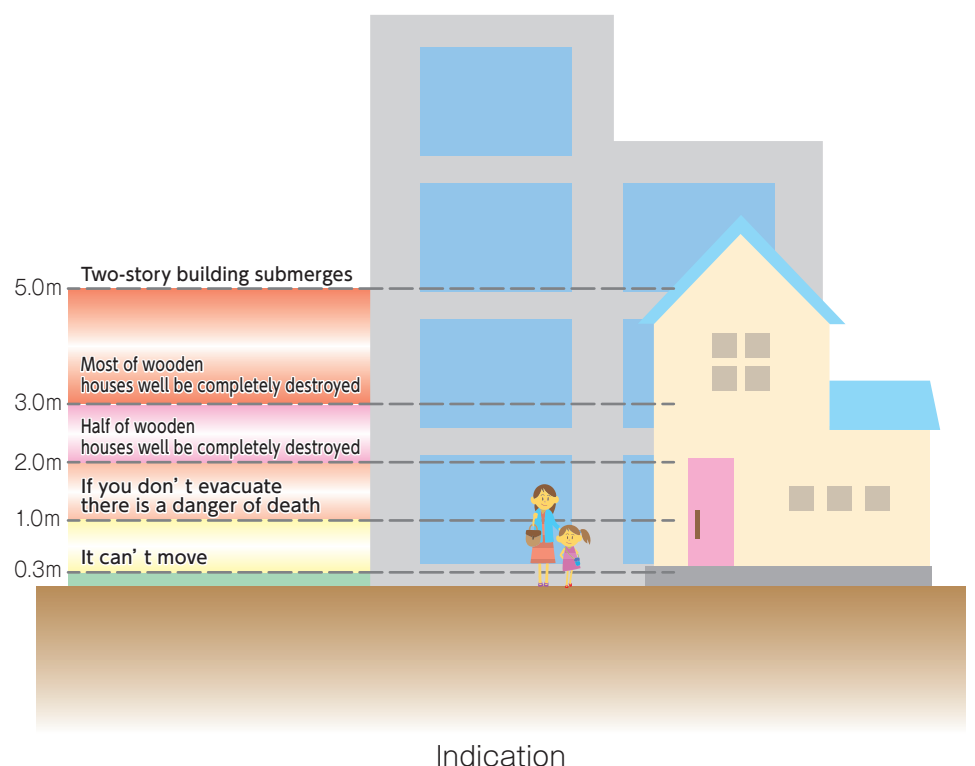 Two-story building submerges
5.0m
Most of wooden
houses well be completely destroyed
3.0m
Half of wooden
houses well be completely destroyed
2.0m
If you don’ t evacuate
there is a danger of death
1.0m
It can’ t move
0.3m
Indication